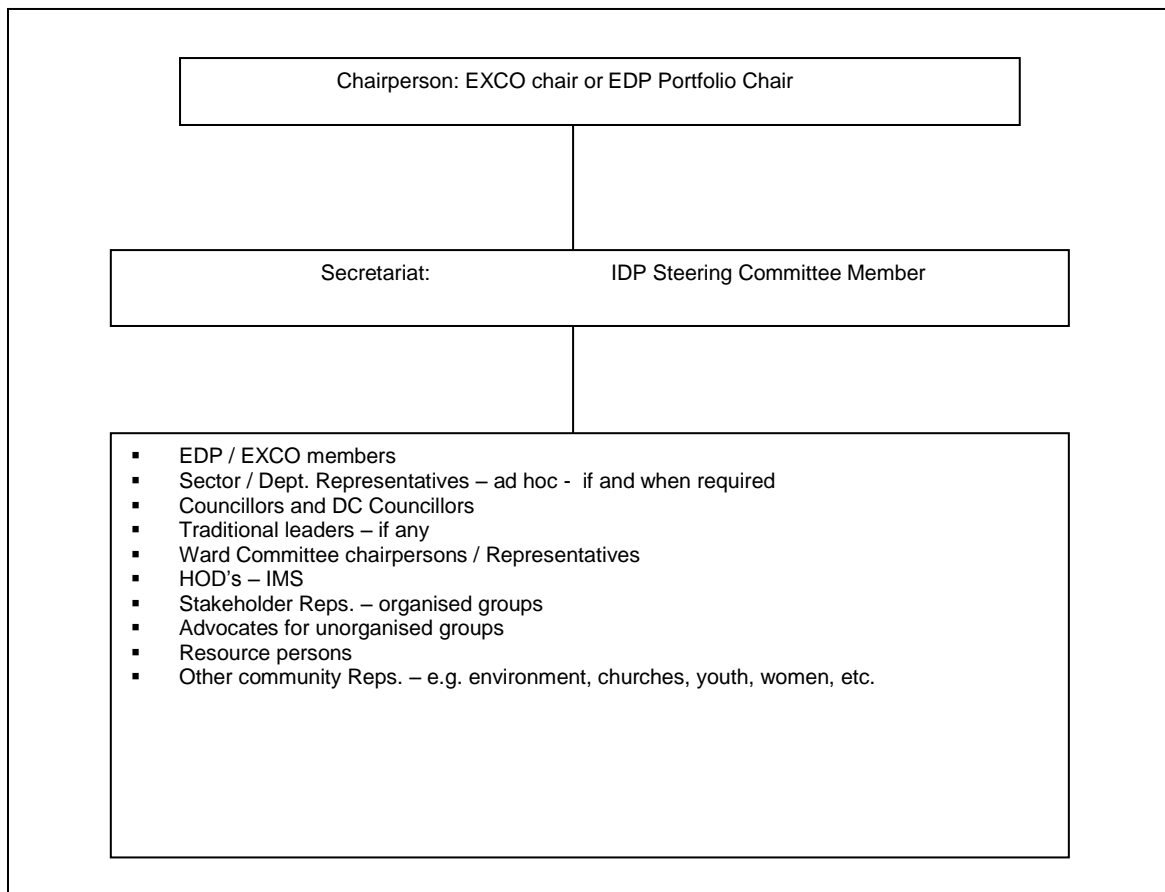 Chairperson: EXCO chair or EDP Portfolio Chair
Secretariat: IDP Steering Committee Member
▪ EDP / EXCO members
▪ Sector / Dept. Representatives – ad hoc - if and when required
▪ Councillors and DC Councillors
▪ Traditional leaders – if any
▪ Ward Committee chairpersons / Representatives
▪ HOD's – IMS
▪ Stakeholder Reps. – organised groups
▪ Advocates for unorganised groups
▪ Resource persons
▪ Other community Reps. – e.g. environment, churches, youth, women, etc.